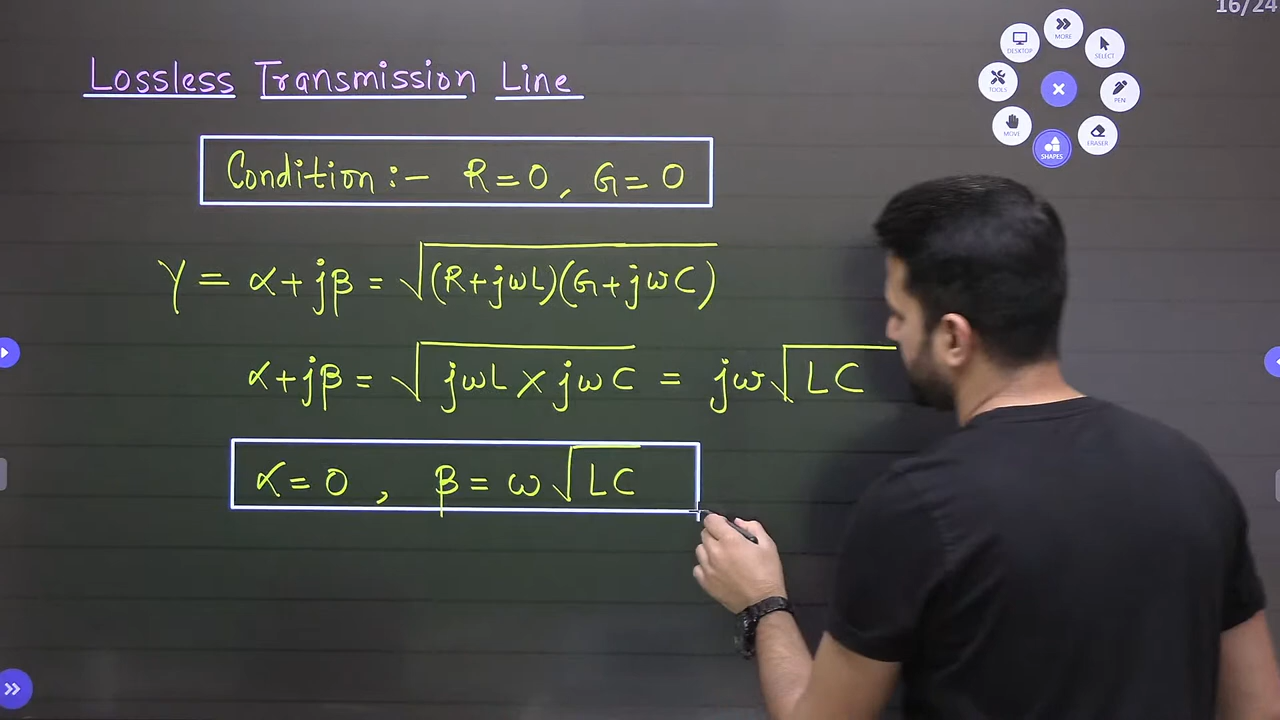 16/24
MORE
DESKTOP
SELECT
TOOLS
PEN
MOVE
ERASER
SHAPES
Lossless Transmission Line
Condition :- R = 0 , G = 0
γ = α + jβ = √(R+jωL)(G+jωC)
α + jβ = √jωL × jωC = jω√LC
α = 0 , β = ω√LC